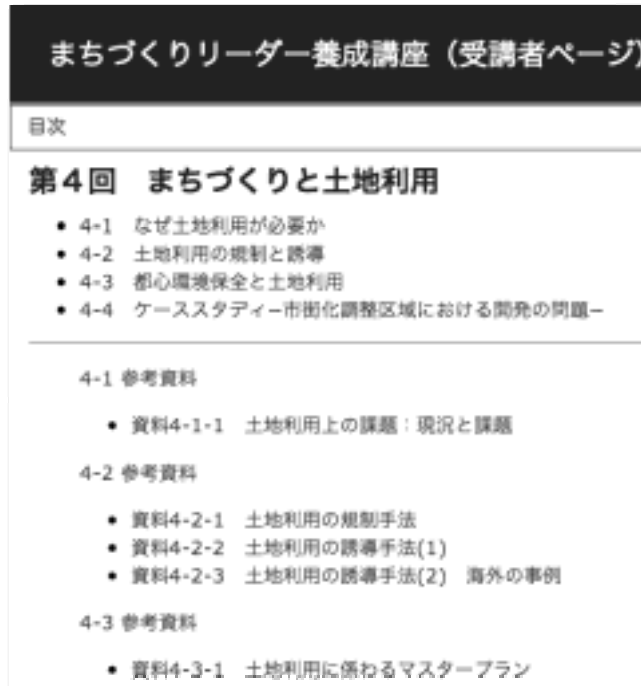 まちづくりリーダー養成講座（受講者ページ)
目次
第４回　まちづくりと土地利用
• 4-1　なぜ土地利用が必要か
• 4-2　土地利用の規制と誘導
• 4-3　都心環境保全と土地利用
• 4-4　ケーススタディ−市街化調整区域における開発の問題−
4-1 参考資料
• 資料4-1-1　土地利用上の課題：現況と課題
4-2 参考資料
• 資料4-2-1　土地利用の規制手法
• 資料4-2-2　土地利用の誘導手法(1)
• 資料4-2-3　土地利用の誘導手法(2)　海外の事例
4-3 参考資料
• 資料4-3-1　土地利用に係わるマスタープラン